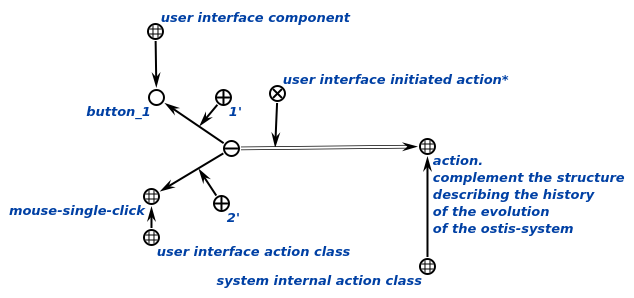 user interface component
user interface initiated action*
button_1
1'
action.
complement the structure
describing the history
of the evolution
of the ostis-system
mouse-single-click
2'
user interface action class
system internal action class